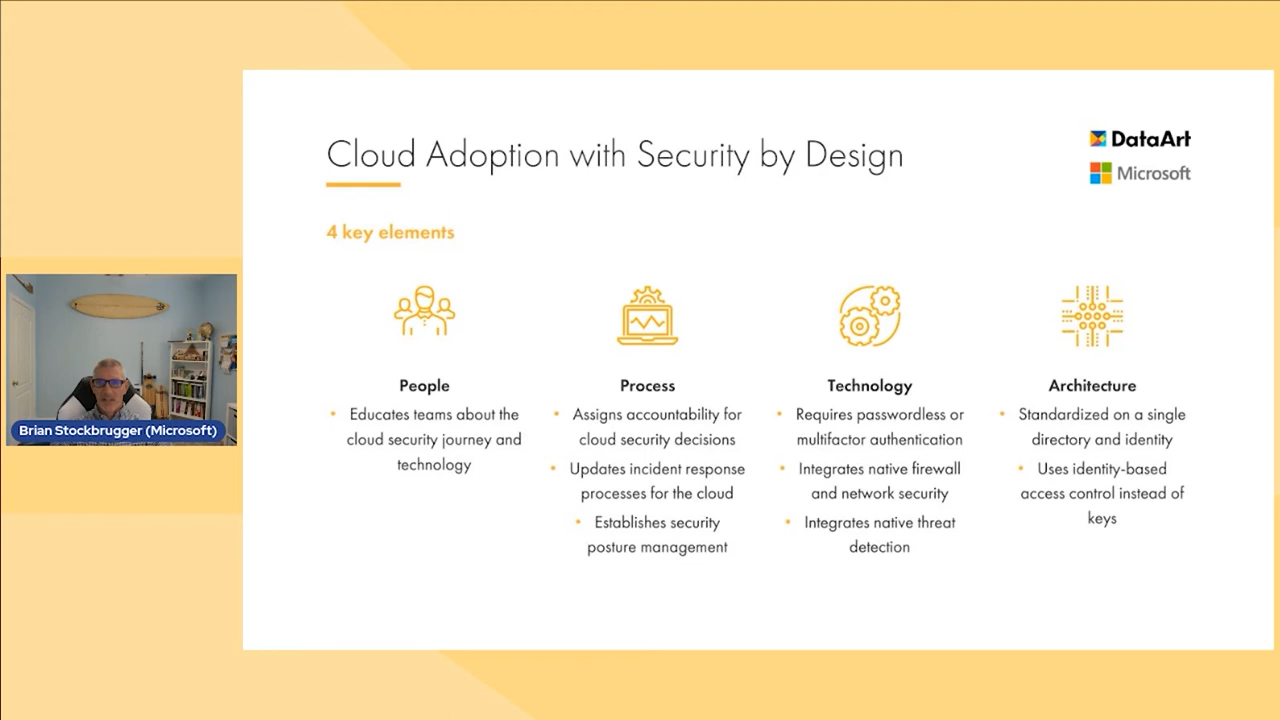 Cloud Adoption with Security by Design
DataArt
Microsoft
4 key elements
People
• Educates teams about the
cloud security journey and
technology
Process
• Assigns accountability for
cloud security decisions
• Updates incident response
processes for the cloud
• Establishes security
posture management
Technology
• Requires passwordless or
multifactor authentication
• Integrates native firewall
and network security
• Integrates native threat
detection
Architecture
• Standardized on a single
directory and identity
• Uses identity-based
access control instead of
keys
Brian Stockbrugger (Microsoft)